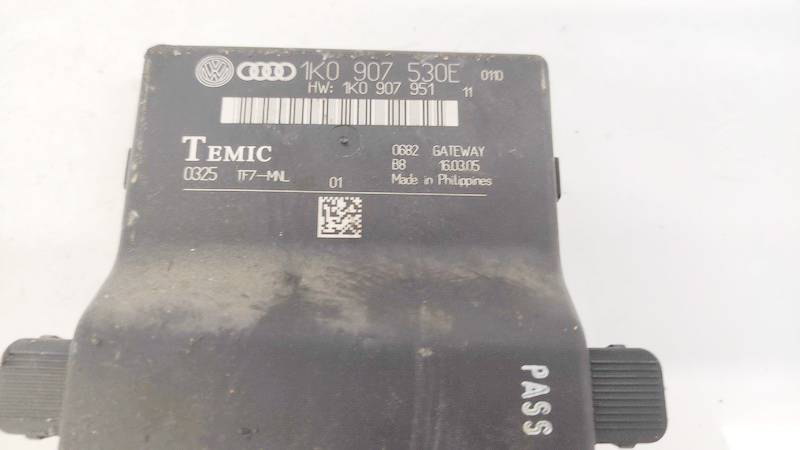 1K0 907 530E 0110
HW: 1K0 907 951 11
TEMIC
0325 TF7-MNL 01
0682 GATEWAY
B8 16.03.05
Made in Philippines
PASS